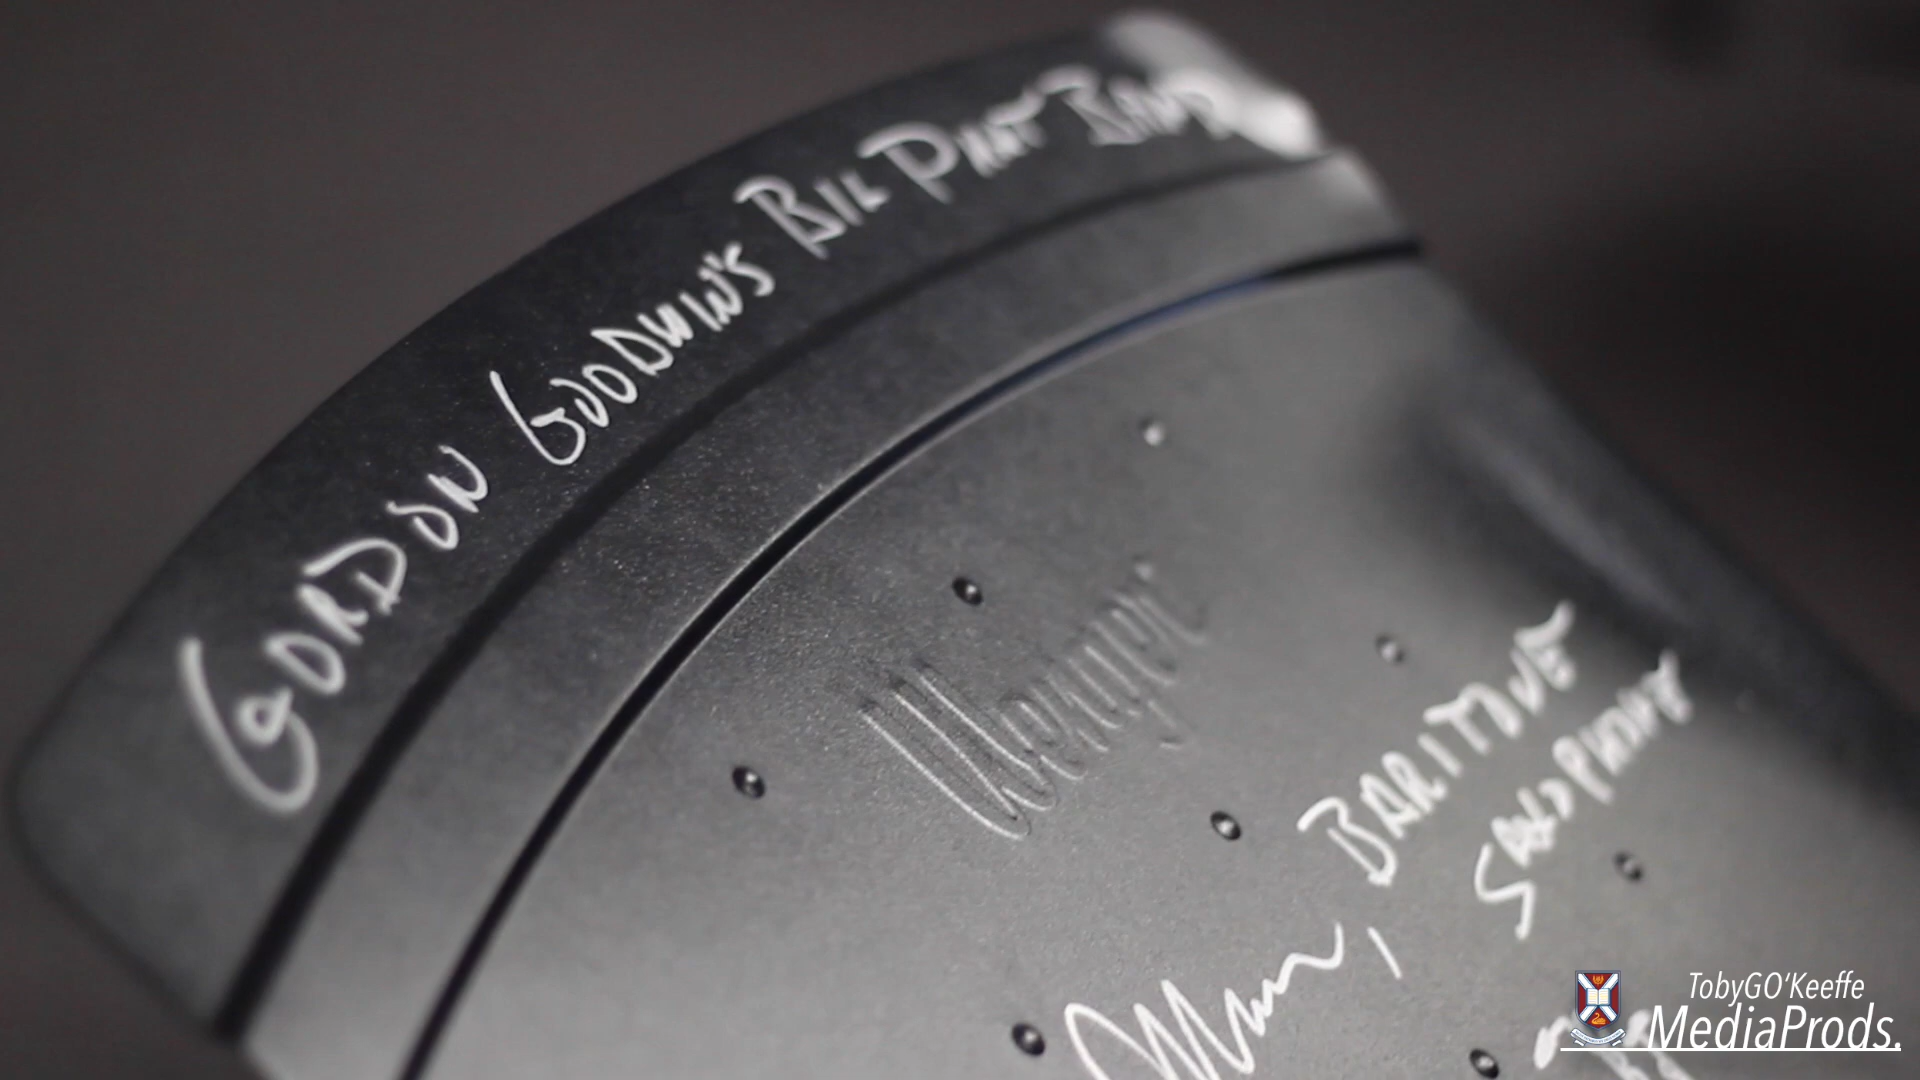 GORDON GOODWIN'S BIG PHAT BAND
Wenger
, BARITONE
SAXOPHONE
TobyGO'Keeffe
MediaProds.